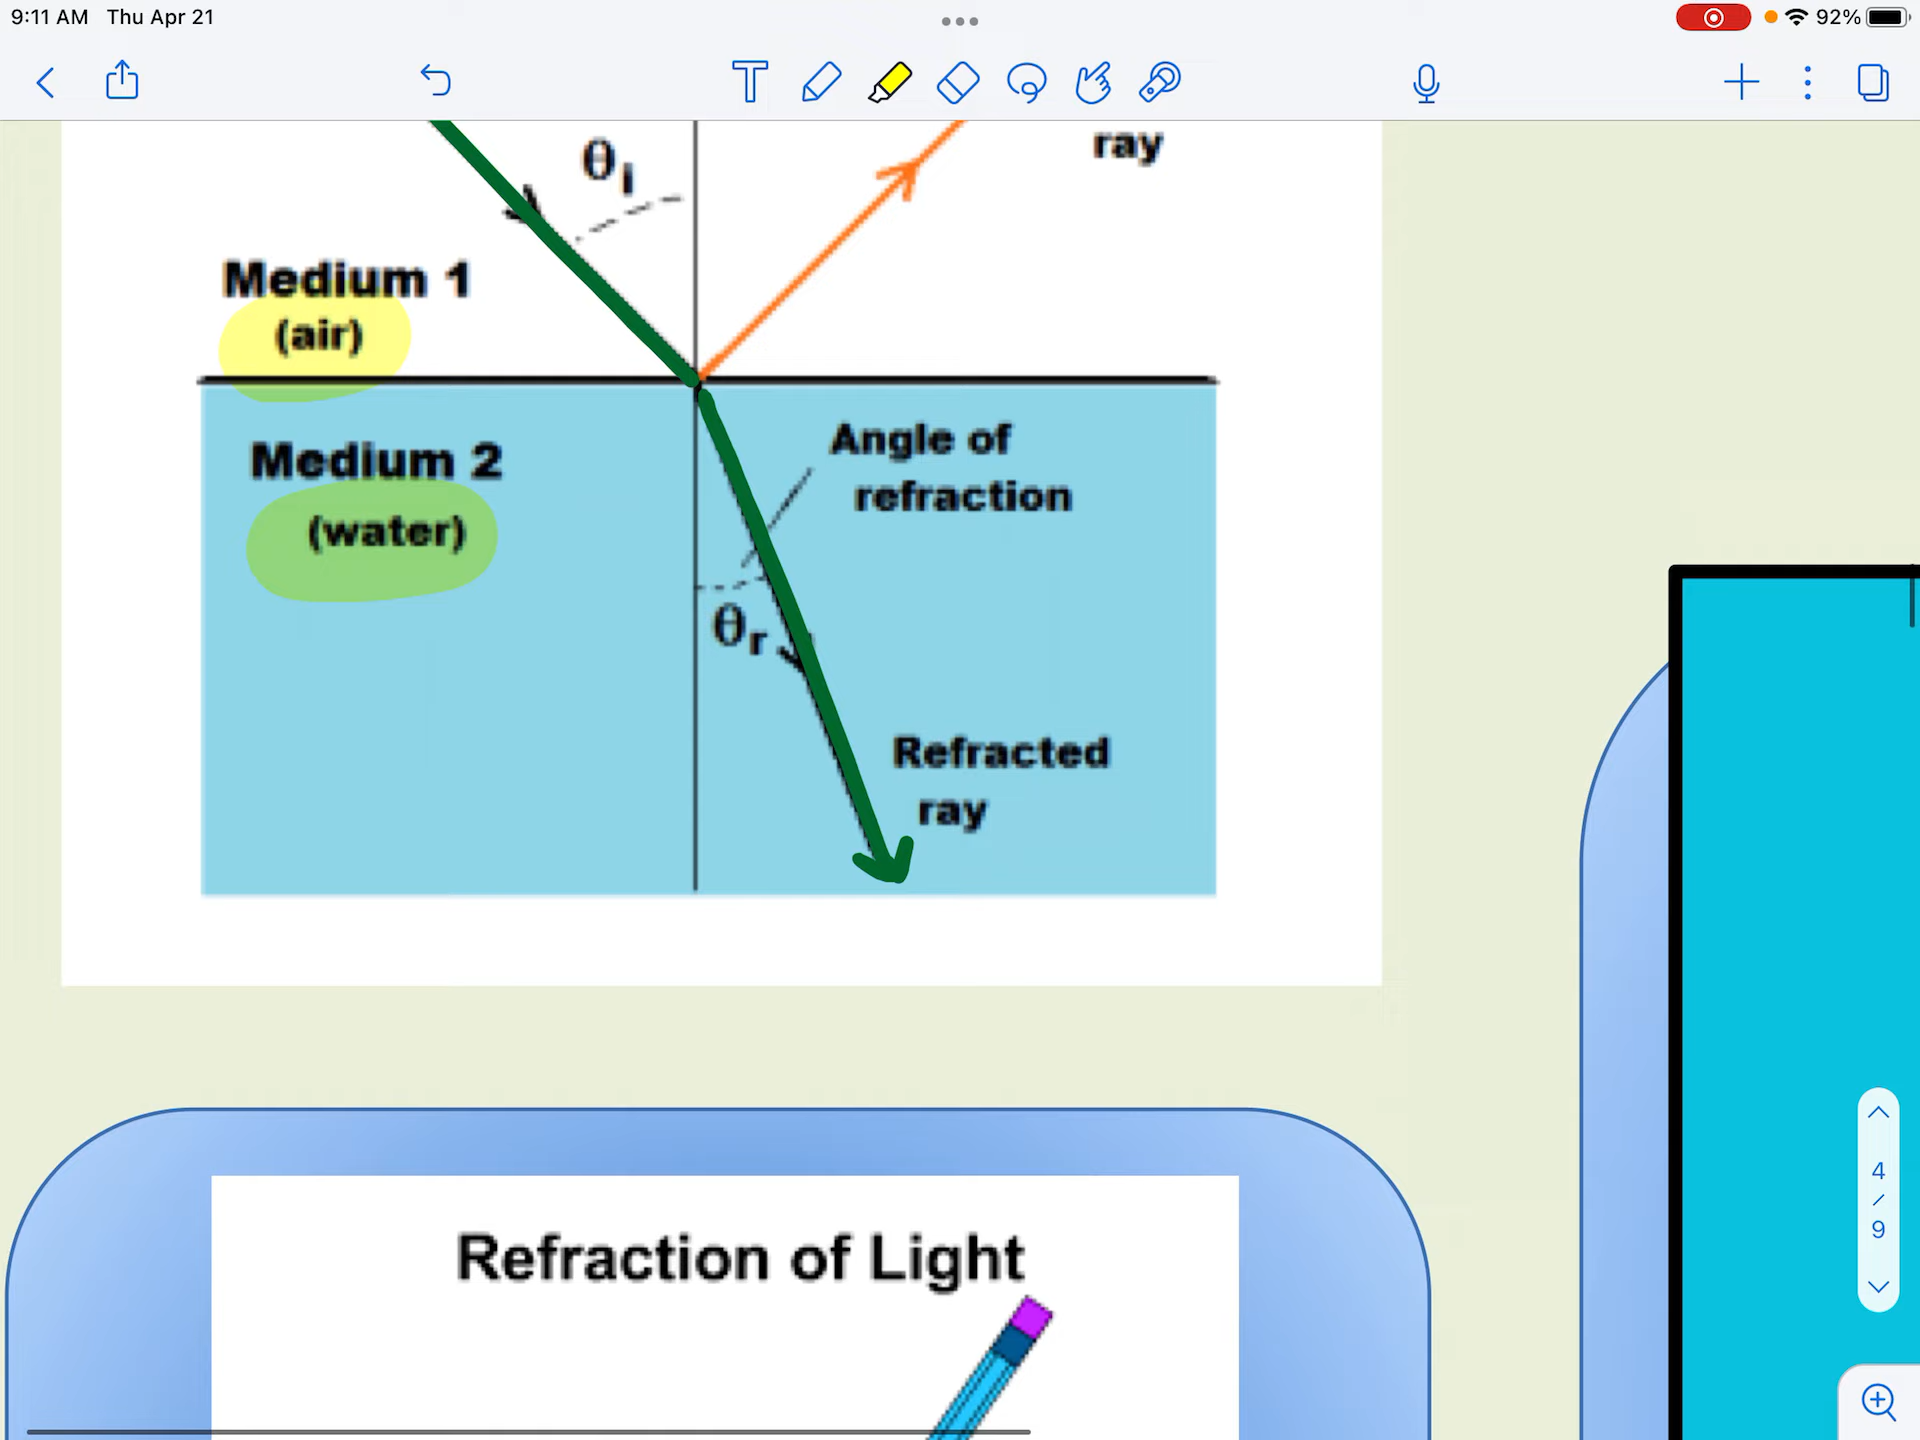 9:11 AM Thu Apr 21
92%
T
θi
ray
Medium 1
(air)
Medium 2
(water)
Angle of
refraction
θr
Refracted
ray
Refraction of Light
4
/
9